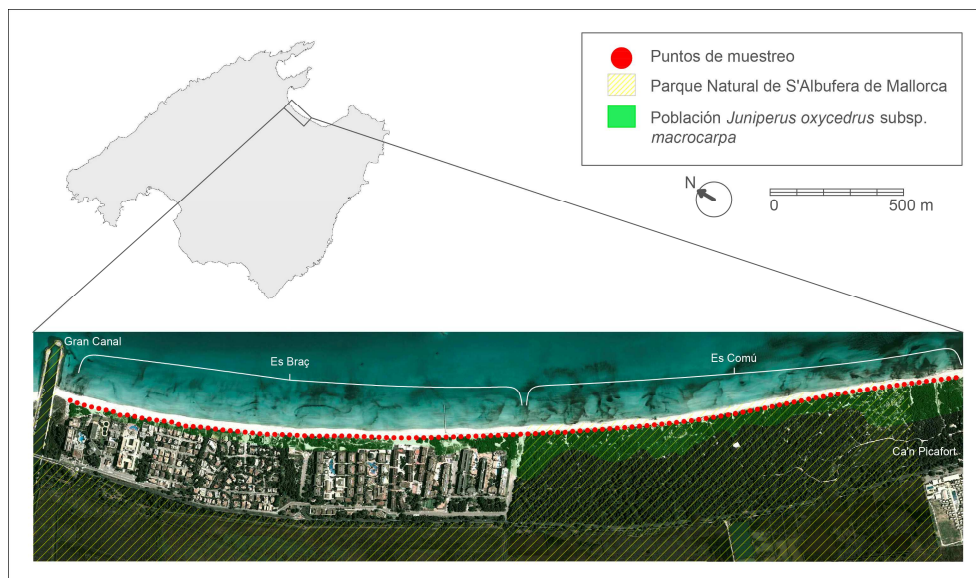 Puntos de muestreo
Parque Natural de S'Albufera de Mallorca
Población Juniperus oxycedrus subsp.
macrocarpa
N
0 500 m
Gran Canal
Es Braç
Es Comú
Ca'n Picafort